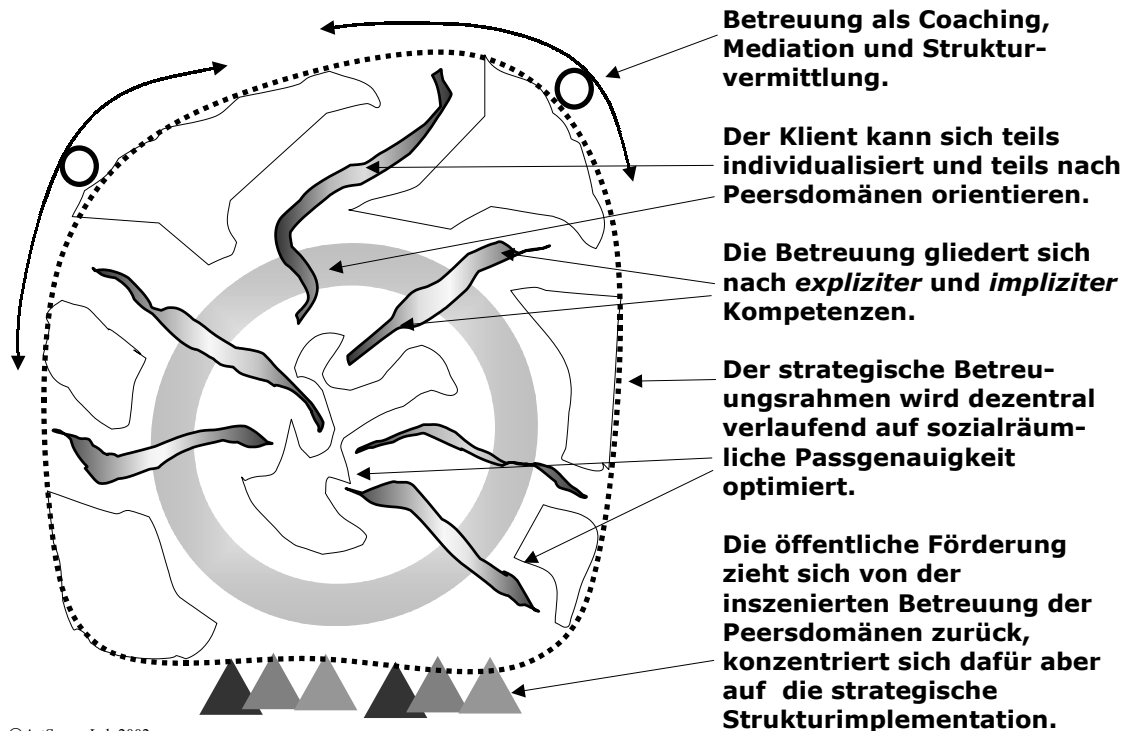 Betreuung als Coaching,
Mediation und Struktur-
vermittlung.
Der Klient kann sich teils
individualisiert und teils nach
Peersdomänen orientieren.
Die Betreuung gliedert sich
nach expliziter und impliziter
Kompetenzen.
Der strategische Betreu-
ungsrahmen wird dezentral
verlaufend auf sozialräum-
liche Passgenauigkeit
optimiert.
Die öffentliche Förderung
zieht sich von der
inszenierten Betreuung der
Peersdomänen zurück,
konzentriert sich dafür aber
auf die strategische
Strukturimplementation.